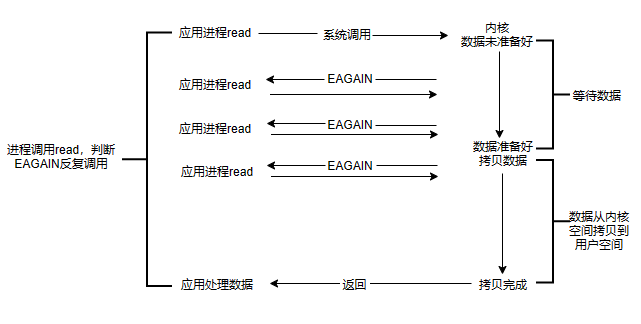 应用进程read
系统调用
内核
数据未准备好
应用进程read
EAGAIN
等待数据
应用进程read
EAGAIN
进程调用read，判断
EAGAIN反复调用
数据准备好
拷贝数据
应用进程read
EAGAIN
数据从内核
空间拷贝到
用户空间
应用处理数据
返回
拷贝完成